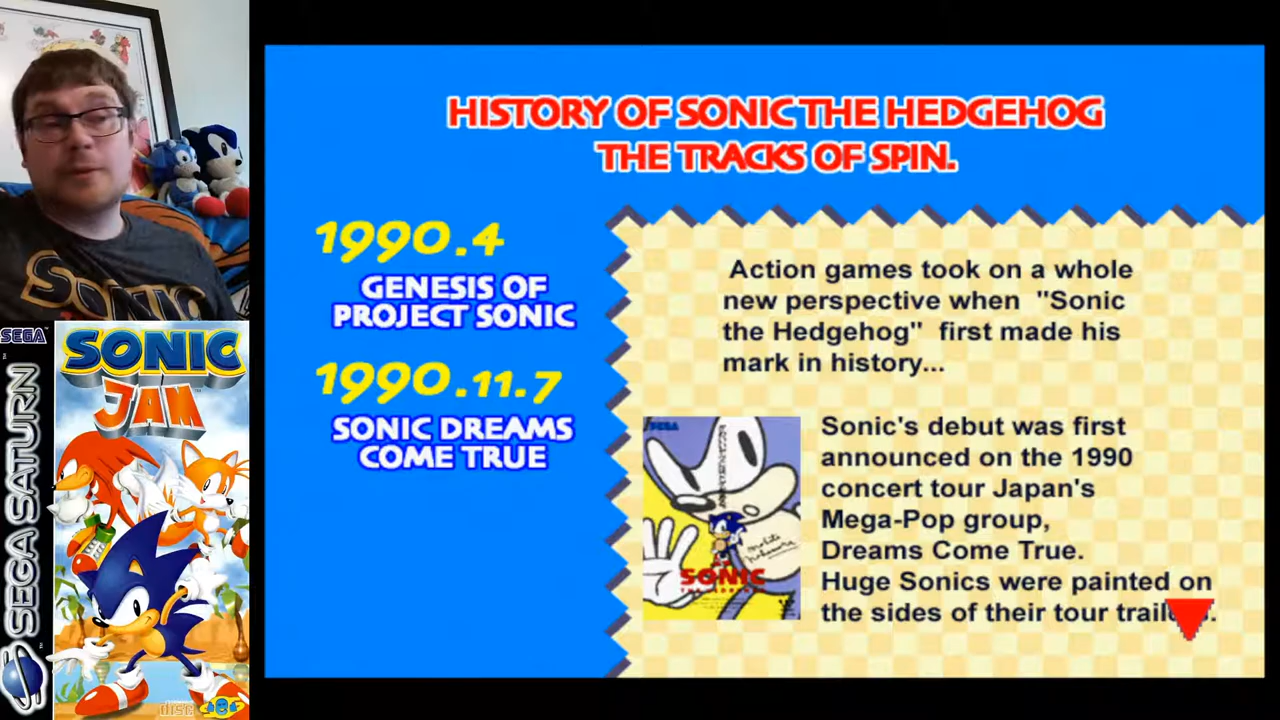 HISTORY OF SONIC THE HEDGEHOG
THE TRACKS OF SPIN.
1990.4
GENESIS OF
PROJECT SONIC
1990.11.7
SONIC DREAMS
COME TRUE
Action games took on a whole
new perspective when "Sonic
the Hedgehog" first made his
mark in history...
Sonic's debut was first
announced on the 1990
concert tour Japan's
Mega-Pop group,
Dreams Come True.
Huge Sonics were painted on
the sides of their tour
SEGA
SONIC
SONIC
SEGA
SEGA SATURN
SONIC
JAM